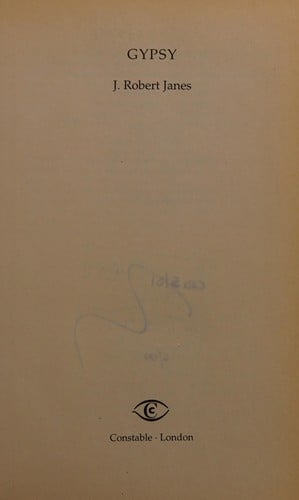 GYPSY
J. Robert Janes
C
Constable · London